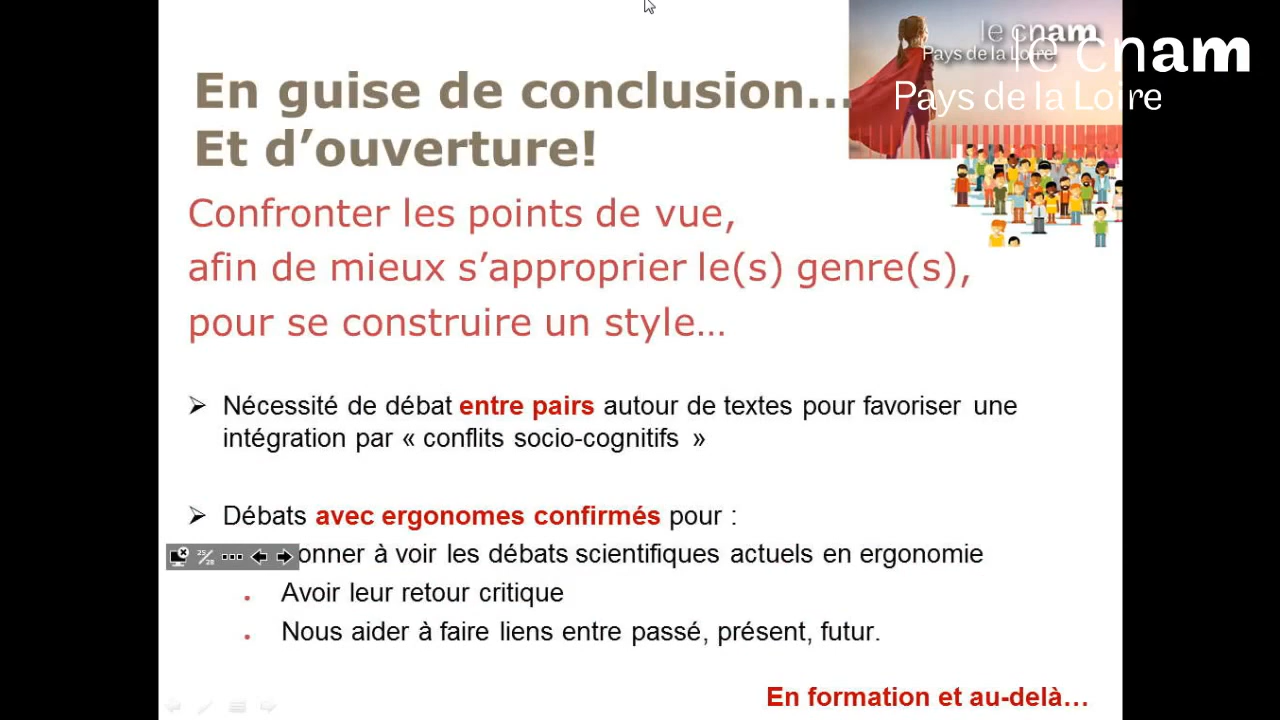 le cnam
Pays de la Loire
le cnam
Pays de la Loire
En guise de conclusion...
Et d’ouverture!
Confronter les points de vue,
afin de mieux s’approprier le(s) genre(s),
pour se construire un style…
Nécessité de débat entre pairs autour de textes pour favoriser une
intégration par « conflits socio-cognitifs »
Débats avec ergonomes confirmés pour :
25/28
onner à voir les débats scientifiques actuels en ergonomie
Avoir leur retour critique
Nous aider à faire liens entre passé, présent, futur.
En formation et au-delà…